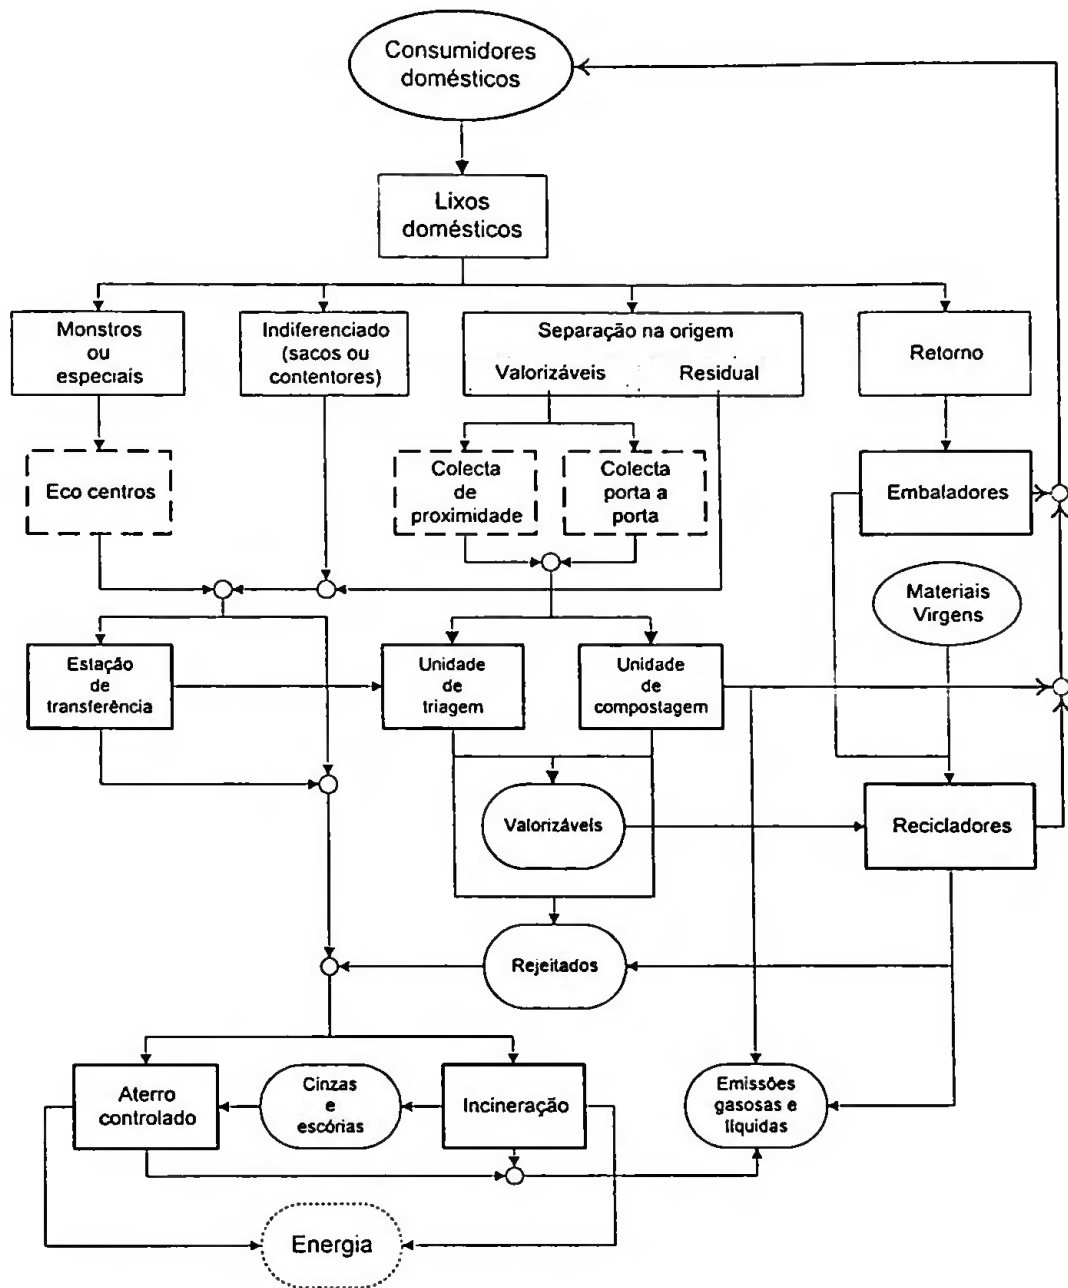 Consumidores
domésticos
Lixos
domésticos
Monstros
ou
especiais
Indiferenciado
(sacos ou
contentores)
Separação na origem
Valorizáveis
Residual
Retorno
Eco centros
Colecta
de
proximidade
Colecta
porta a
porta
Embaladores
Materiais
Virgens
Estação
de
transferência
Unidade
de
triagem
Unidade
de
compostagem
Valorizáveis
Recicladores
Rejeitados
Aterro
controlado
Cinzas
e
escórias
Incineração
Emissões
gasosas e
líquidas
Energia